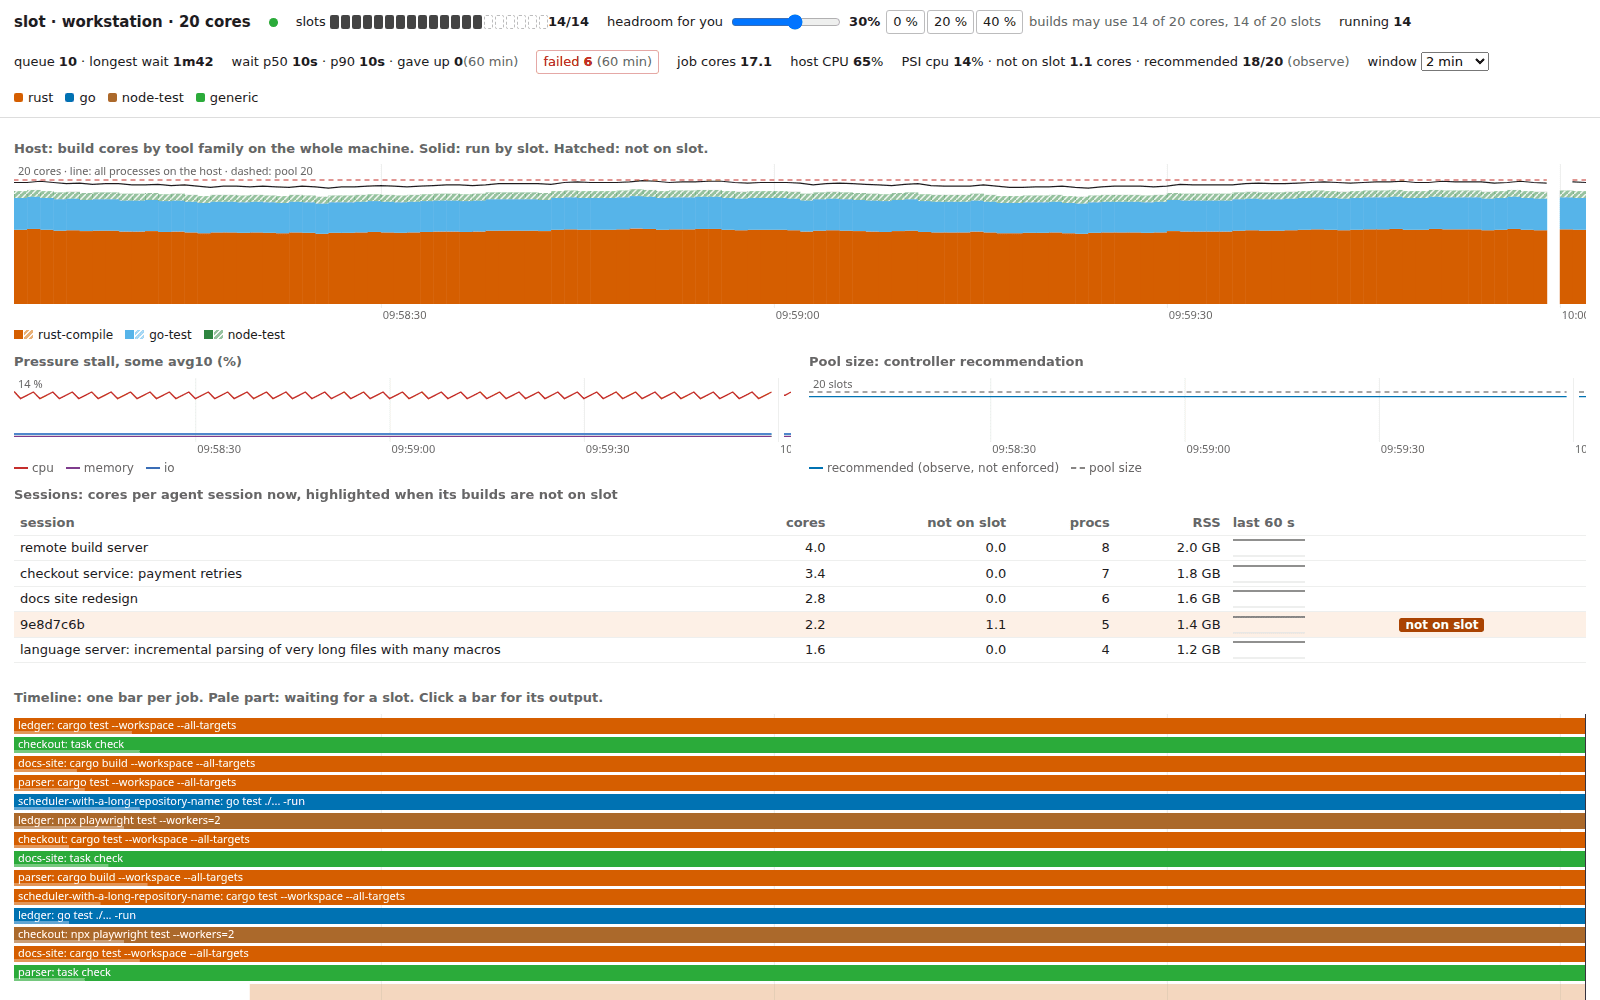 slot · workstation · 20 cores slots 14/14 headroom for you 30% 0 % 20 % 40 % builds may use 14 of 20 cores, 14 of 20 slots running 14
queue 10 · longest wait 1m42 wait p50 10s · p90 10s · gave up 0(60 min) failed 6 (60 min) job cores 17.1 host CPU 65% PSI cpu 14% · not on slot 1.1 cores · recommended 18/20 (observe) window 2 min
rust go node-test generic
Host: build cores by tool family on the whole machine. Solid: run by slot. Hatched: not on slot.
20 cores · line: all processes on the host · dashed: pool 20
09:58:30 09:59:00 09:59:30 10:00
rust-compile go-test node-test
Pressure stall, some avg10 (%)
14 %
09:58:30 09:59:00 09:59:30 10
cpu memory io
Pool size: controller recommendation
20 slots
09:58:30 09:59:00 09:59:30 10
recommended (observe, not enforced) pool size
Sessions: cores per agent session now, highlighted when its builds are not on slot
session cores not on slot procs RSS last 60 s
remote build server 4.0 0.0 8 2.0 GB
checkout service: payment retries 3.4 0.0 7 1.8 GB
docs site redesign 2.8 0.0 6 1.6 GB
9e8d7c6b 2.2 1.1 5 1.4 GB not on slot
language server: incremental parsing of very long files with many macros 1.6 0.0 4 1.2 GB
Timeline: one bar per job. Pale part: waiting for a slot. Click a bar for its output.
ledger: cargo test --workspace --all-targets
checkout: task check
docs-site: cargo build --workspace --all-targets
parser: cargo test --workspace --all-targets
scheduler-with-a-long-repository-name: go test ./... -run
ledger: npx playwright test --workers=2
checkout: cargo test --workspace --all-targets
docs-site: task check
parser: cargo build --workspace --all-targets
scheduler-with-a-long-repository-name: cargo test --workspace --all-targets
ledger: go test ./... -run
checkout: npx playwright test --workers=2
docs-site: cargo test --workspace --all-targets
parser: task check